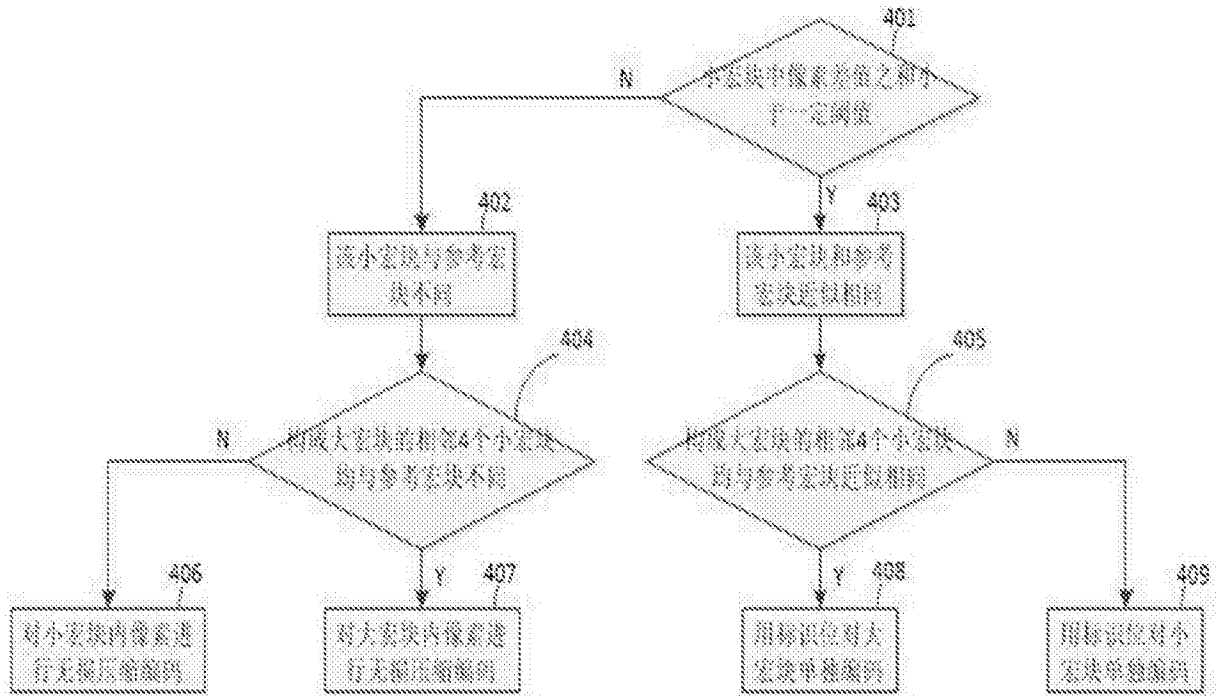 401
小宏块中像素差值之和小
于一定阈值
N
Y
402
403
该小宏块与参考宏
块不同
该小宏块和参考
宏块近似相同
404
405
N
构成大宏块的相邻4个小宏块
均与参考宏块不同
构成大宏块的相邻4个小宏块
均与参考宏块近似相同
N
406
Y
407
Y
408
409
对小宏块内像素进
行无损压缩编码
对大宏块内像素进
行无损压缩编码
用标识位对大
宏块单独编码
用标识位对小
宏块单独编码